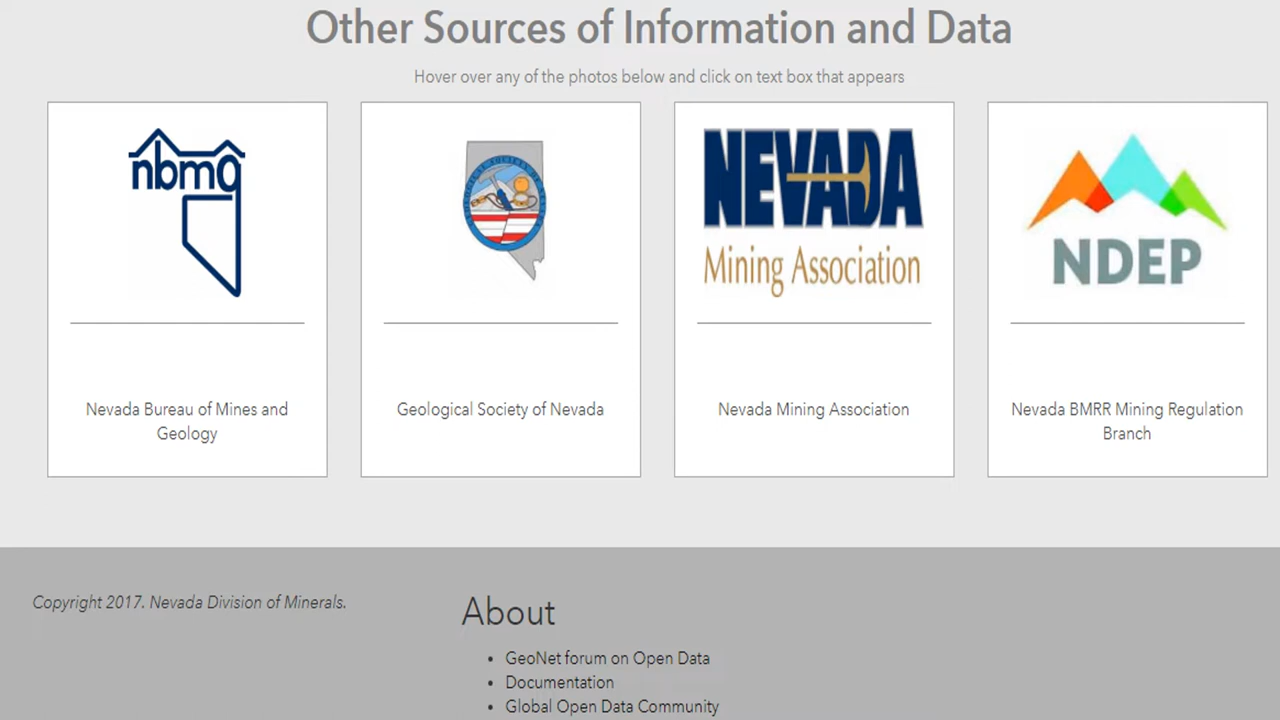 Other Sources of Information and Data
Hover over any of the photos below and click on text box that appears
nbmg
NEVADA
Mining Association
NDEP
Nevada Bureau of Mines and
Geology
Geological Society of Nevada
Nevada Mining Association
Nevada BMRR Mining Regulation
Branch
Copyright 2017. Nevada Division of Minerals.
About
• GeoNet forum on Open Data
• Documentation
• Global Open Data Community